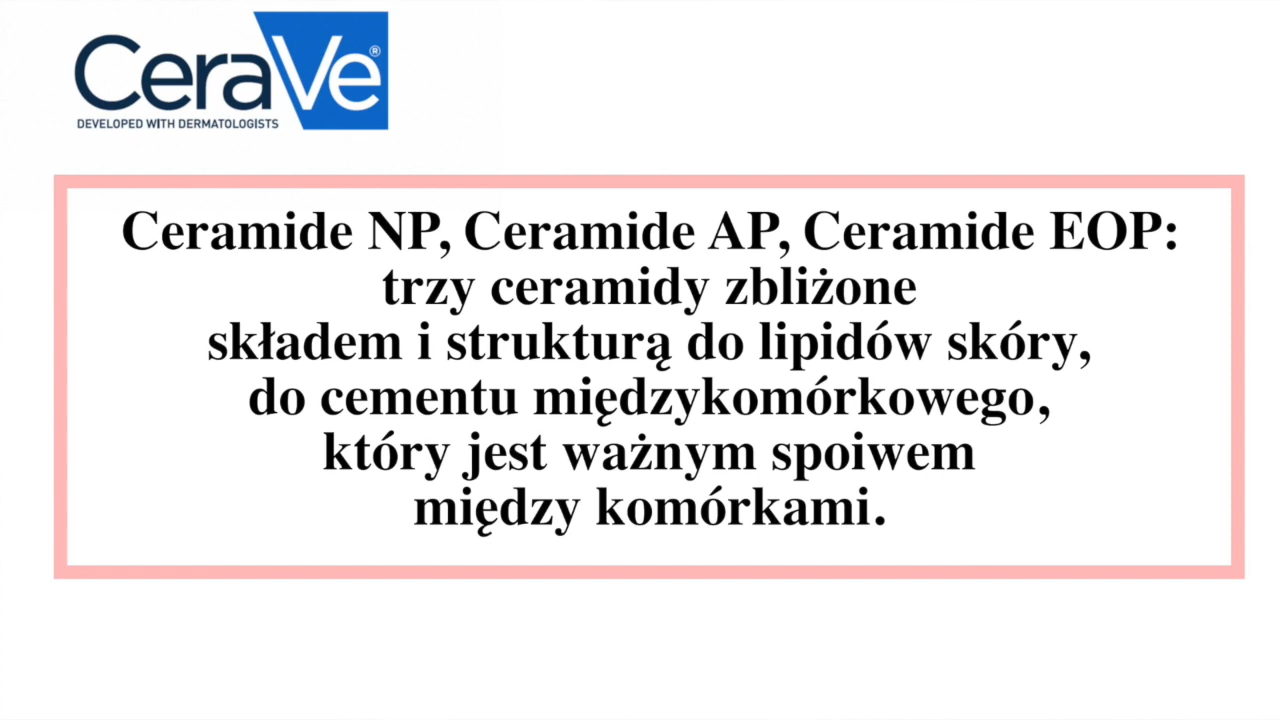 CeraVe®
DEVELOPED WITH DERMATOLOGISTS
Ceramide NP, Ceramide AP, Ceramide EOP:
trzy ceramidy zbliżone
składem i strukturą do lipidów skóry,
do cementu międzykomórkowego,
który jest ważnym spoiwem
między komórkami.